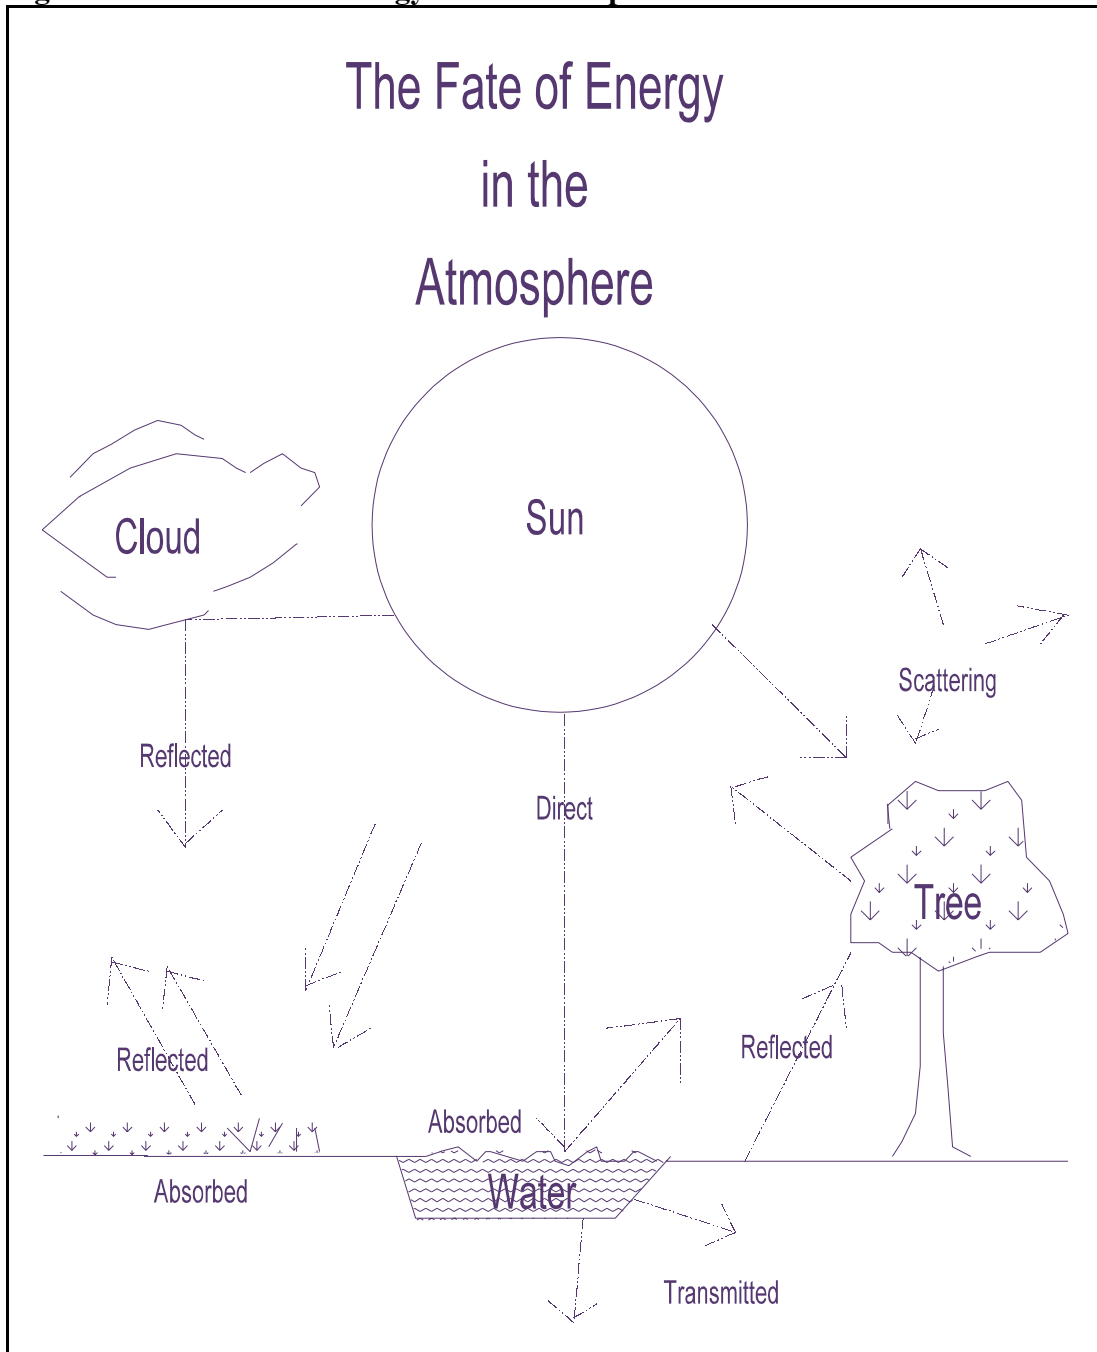 The Fate of Energy
in the
Atmosphere
Sun
Cloud
Scattering
Reflected
Direct
Tree
Reflected
Reflected
Absorbed
Absorbed
Water
Transmitted